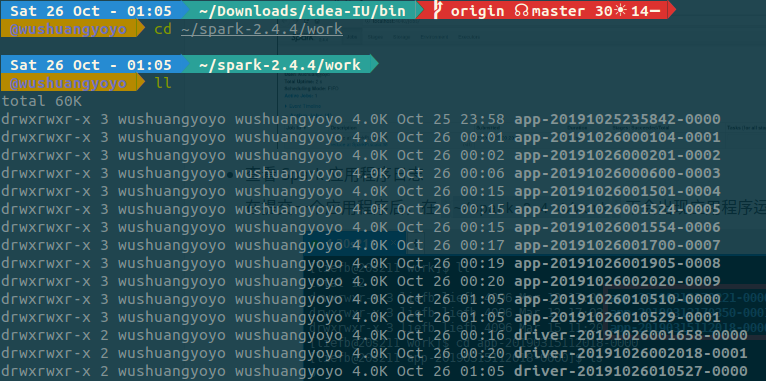 Sat 26 Oct - 01:05 ~/Downloads/idea-IU/bin origin ☊ master 30☀ 14—
@wushuangyoyo cd ~/spark-2.4.4/work
Sat 26 Oct - 01:05 ~/spark-2.4.4/work
@wushuangyoyo ll
total 60K
drwxrwxr-x 3 wushuangyoyo wushuangyoyo 4.0K Oct 25 23:58 app-20191025235842-0000
drwxrwxr-x 3 wushuangyoyo wushuangyoyo 4.0K Oct 26 00:01 app-20191026000104-0001
drwxrwxr-x 3 wushuangyoyo wushuangyoyo 4.0K Oct 26 00:02 app-20191026000201-0002
drwxrwxr-x 3 wushuangyoyo wushuangyoyo 4.0K Oct 26 00:06 app-20191026000600-0003
drwxrwxr-x 3 wushuangyoyo wushuangyoyo 4.0K Oct 26 00:15 app-20191026001501-0004
drwxrwxr-x 3 wushuangyoyo wushuangyoyo 4.0K Oct 26 00:15 app-20191026001524-0005
drwxrwxr-x 3 wushuangyoyo wushuangyoyo 4.0K Oct 26 00:15 app-20191026001554-0006
drwxrwxr-x 3 wushuangyoyo wushuangyoyo 4.0K Oct 26 00:17 app-20191026001700-0007
drwxrwxr-x 3 wushuangyoyo wushuangyoyo 4.0K Oct 26 00:19 app-20191026001905-0008
drwxrwxr-x 3 wushuangyoyo wushuangyoyo 4.0K Oct 26 00:20 app-20191026002020-0009
drwxrwxr-x 3 wushuangyoyo wushuangyoyo 4.0K Oct 26 01:05 app-20191026010510-0000
drwxrwxr-x 3 wushuangyoyo wushuangyoyo 4.0K Oct 26 01:05 app-20191026010529-0001
drwxrwxr-x 2 wushuangyoyo wushuangyoyo 4.0K Oct 26 00:16 driver-20191026001658-0000
drwxrwxr-x 2 wushuangyoyo wushuangyoyo 4.0K Oct 26 00:20 driver-20191026002018-0001
drwxrwxr-x 2 wushuangyoyo wushuangyoyo 4.0K Oct 26 01:05 driver-20191026010527-0000